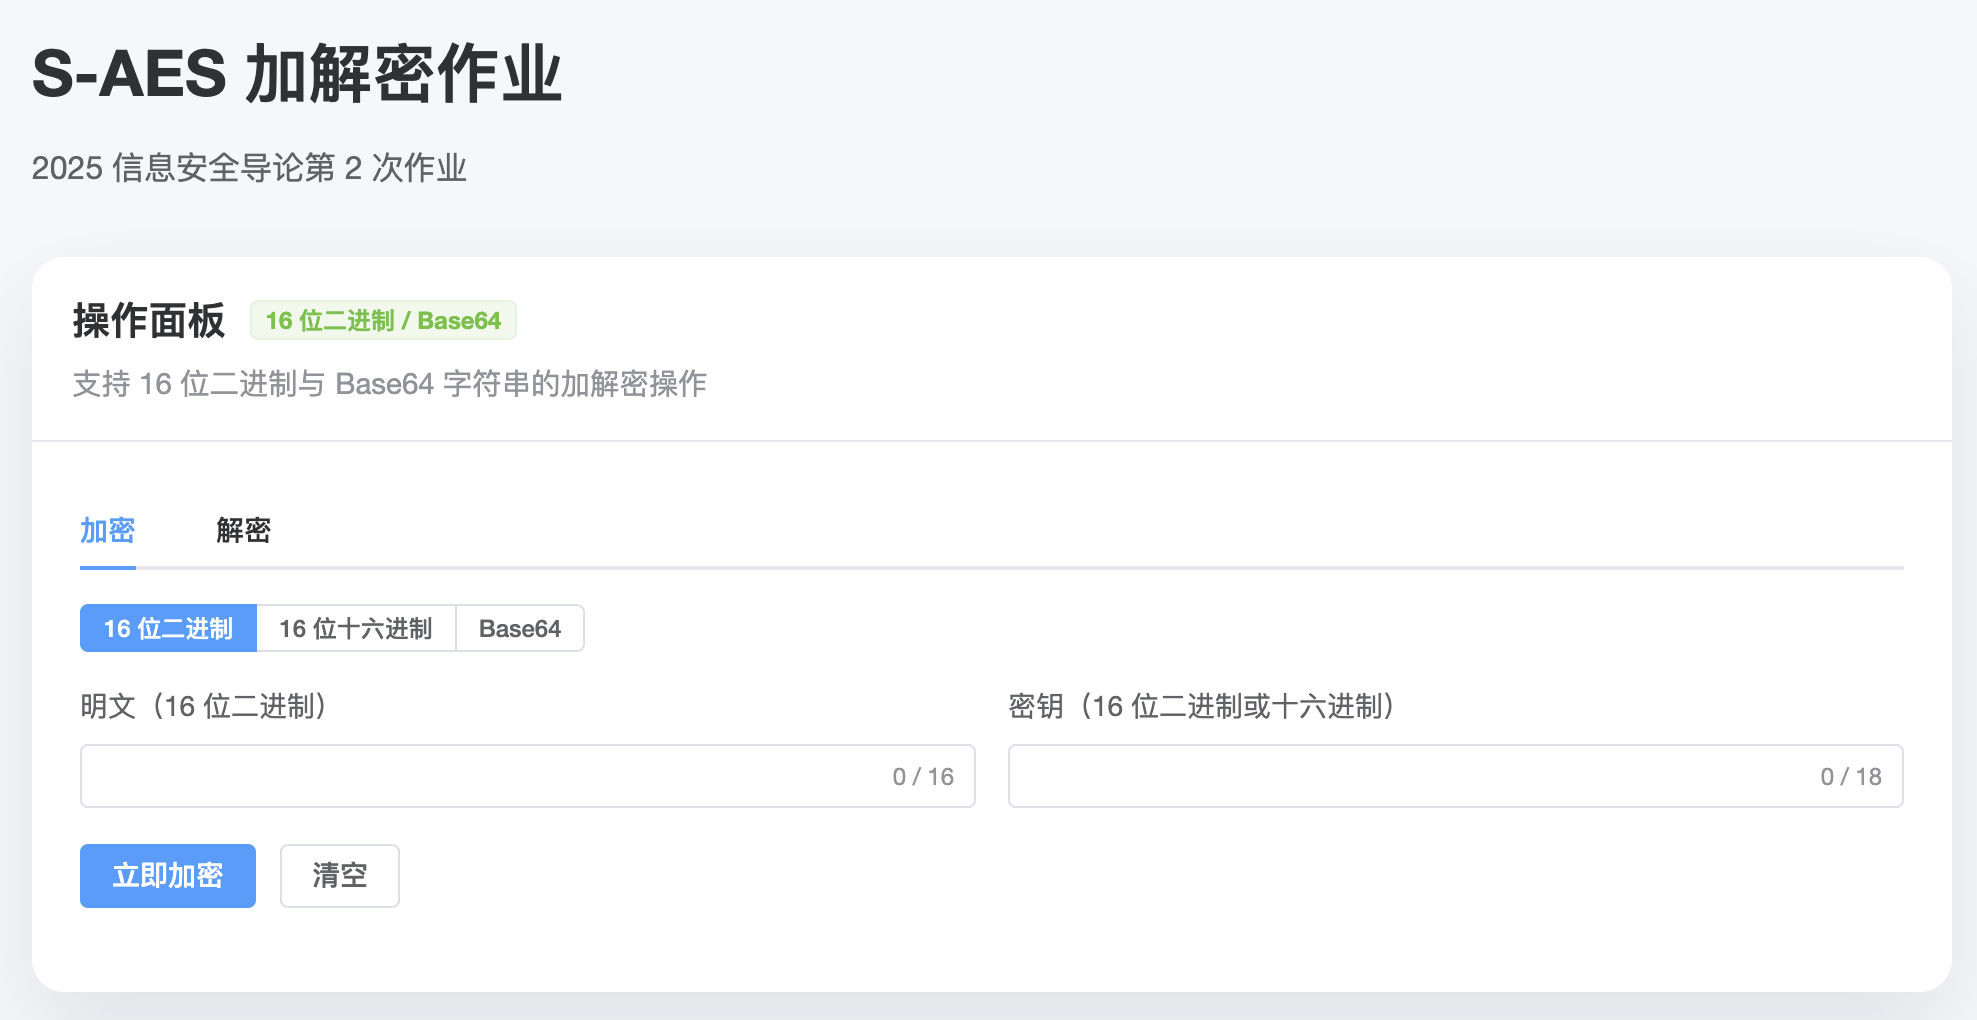 S-AES 加解密作业
2025 信息安全导论第 2 次作业
操作面板 16 位二进制 / Base64
支持 16 位二进制与 Base64 字符串的加解密操作
加密 解密
16 位二进制 16 位十六进制 Base64
明文（16 位二进制） 密钥（16 位二进制或十六进制）
0 / 16 0 / 18
立即加密 清空